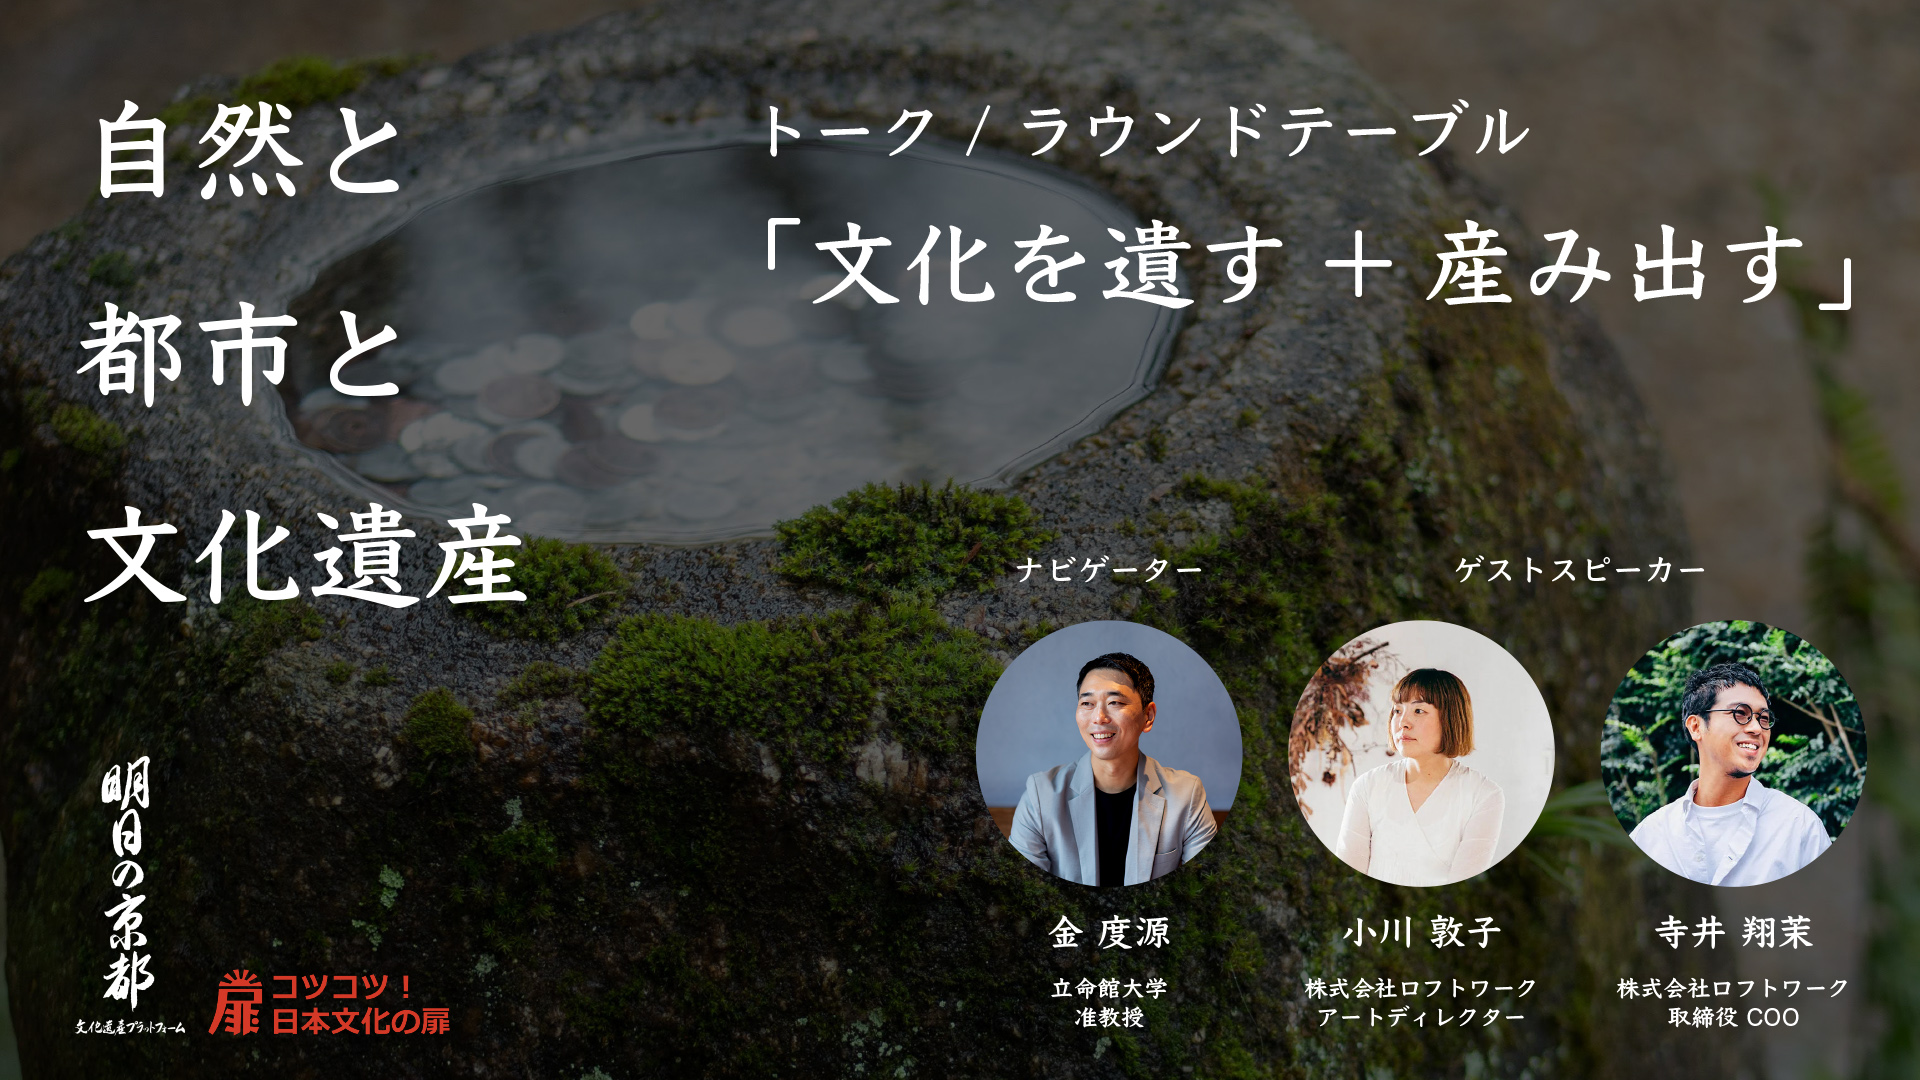 自然と
都市と
文化遺産
トーク / ラウンドテーブル
「文化を遺す ＋ 産み出す」
ナビゲーター
ゲストスピーカー
金 度源
立命館大学
准教授
小川 敦子
株式会社ロフトワーク
アートディレクター
寺井 翔茉
株式会社ロフトワーク
取締役 COO
明日の京都
文化遺産プラットフォーム
扉
コツコツ！
日本文化の扉